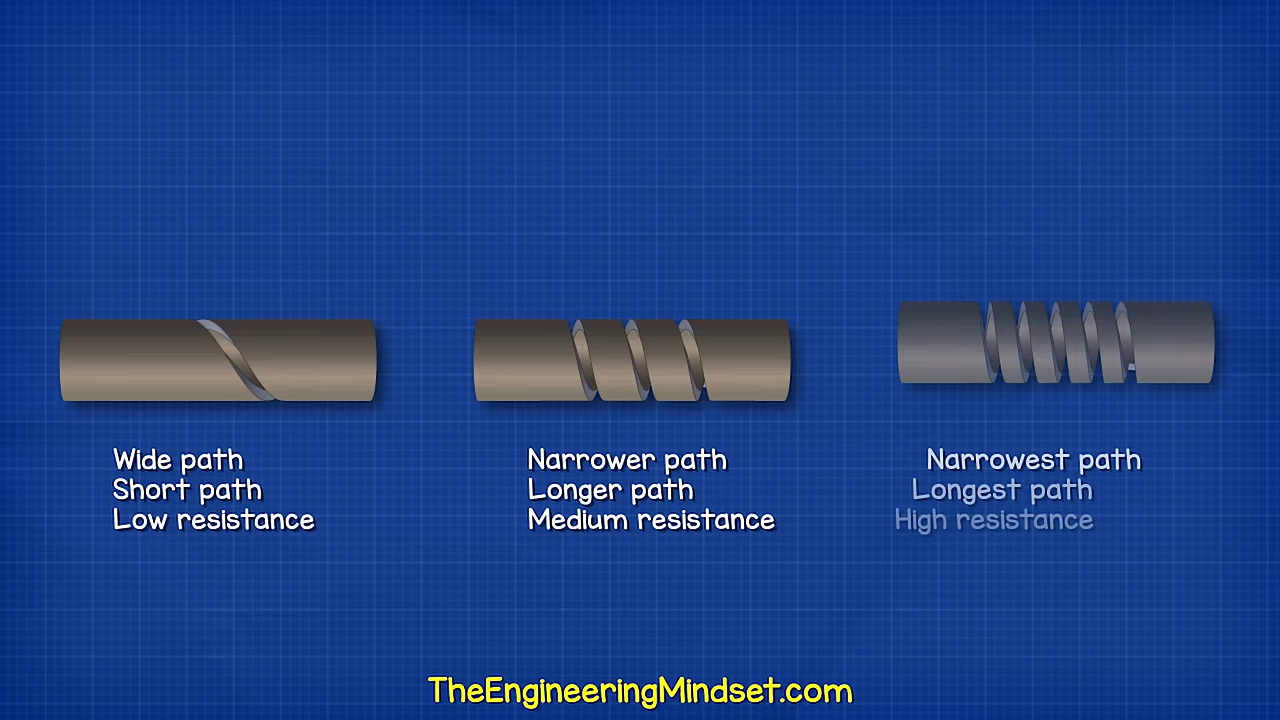 Wide path
Short path
Low resistance
Narrower path
Longer path
Medium resistance
Narrowest path
Longest path
High resistance
TheEngineeringMindset.com